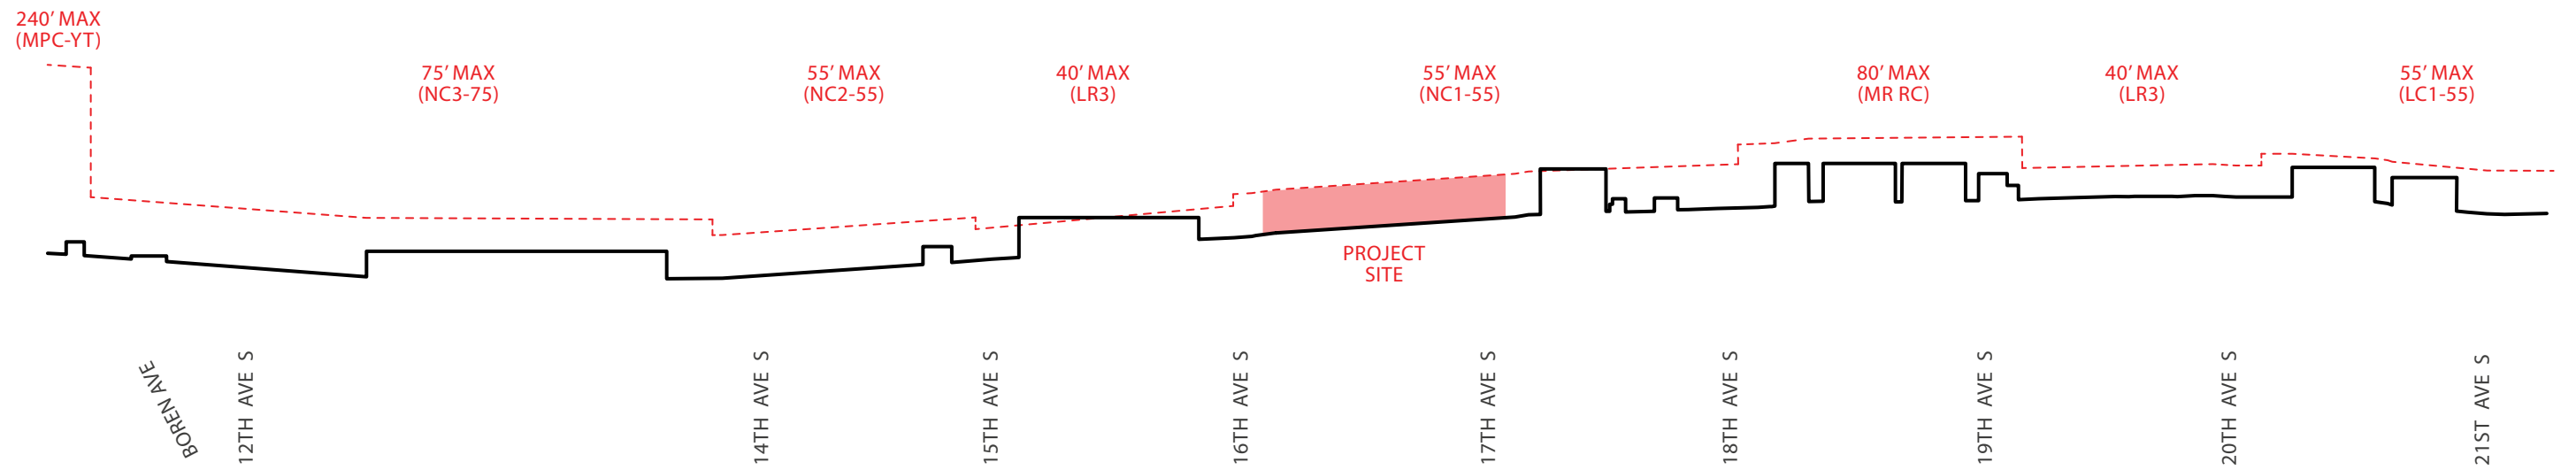 240’ MAX
(MPC-YT)
75’ MAX
(NC3-75)
55’ MAX
(NC2-55)
40’ MAX
(LR3)
55’ MAX
(NC1-55)
80’ MAX
(MR RC)
40’ MAX
(LR3)
55’ MAX
(LC1-55)
PROJECT
SITE
BOREN AVE
12TH AVE S
14TH AVE S
15TH AVE S
16TH AVE S
17TH AVE S
18TH AVE S
19TH AVE S
20TH AVE S
21ST AVE S